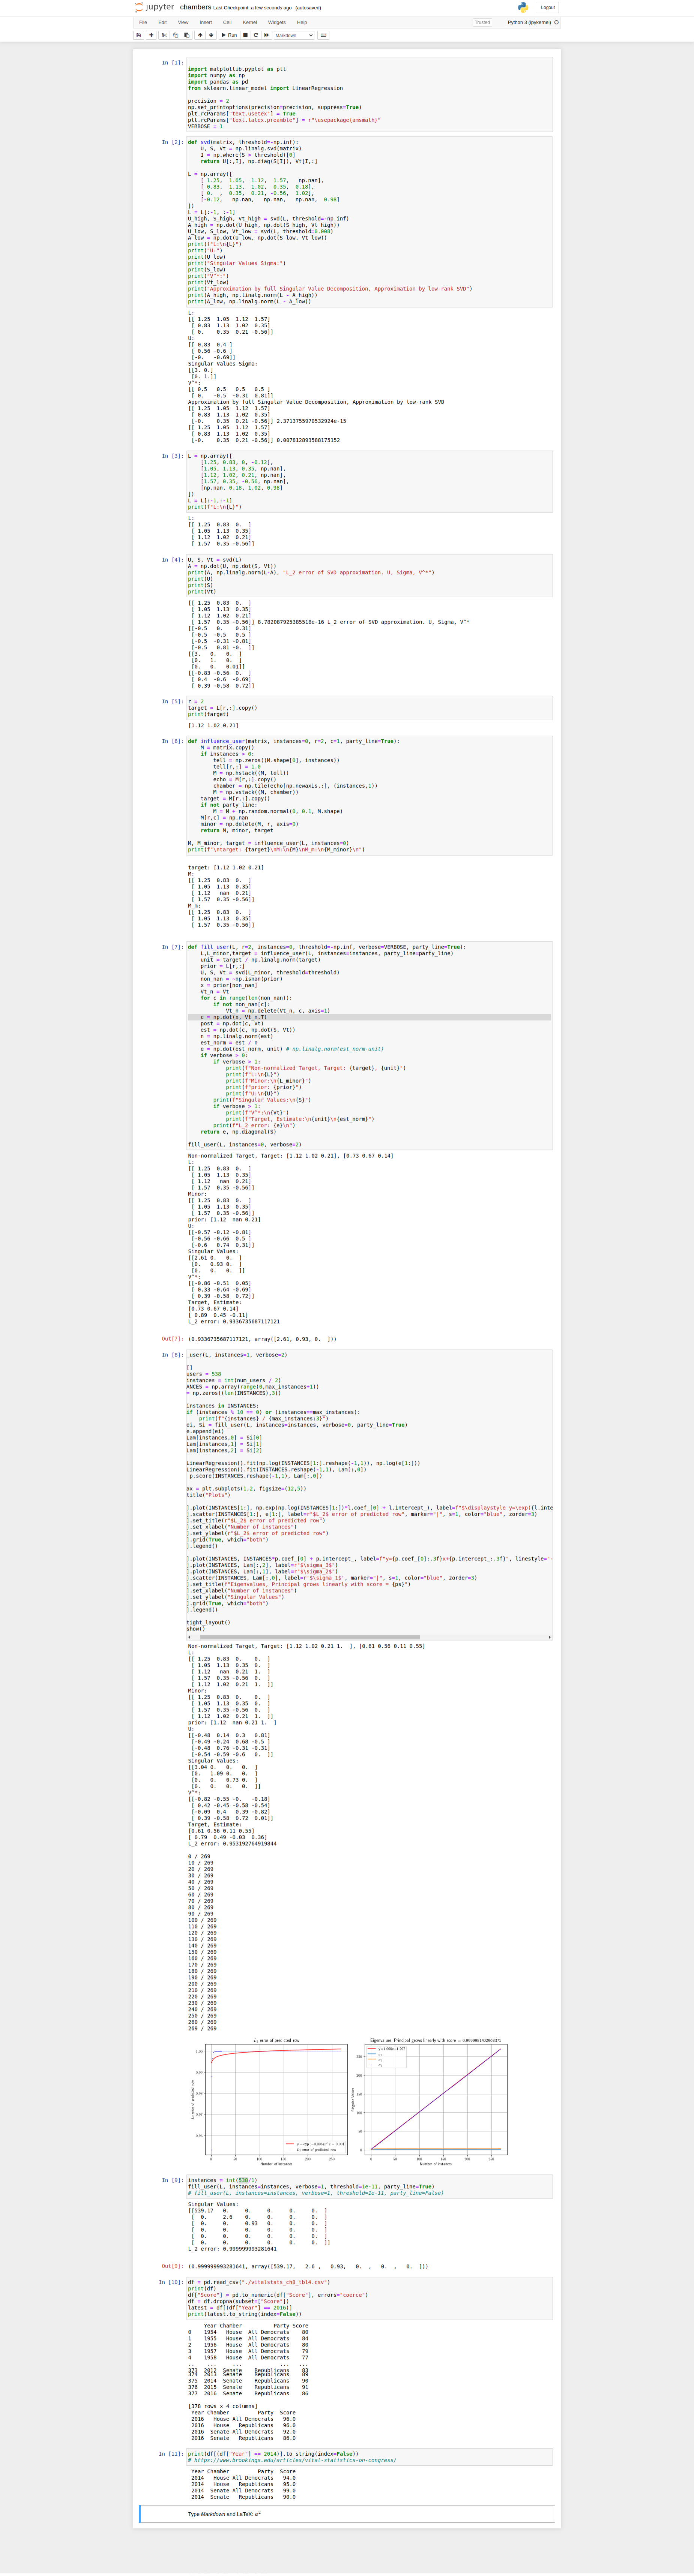 jupyter chambers Last Checkpoint: a few seconds ago (autosaved)
Logout
File Edit View Insert Cell Kernel Widgets Help
Trusted Python 3 (ipykernel)
Run Markdown
In [1]:
import matplotlib.pyplot as plt
import numpy as np
import pandas as pd
from sklearn.linear_model import LinearRegression
precision = 2
np.set_printoptions(precision=precision, suppress=True)
plt.rcParams["text.usetex"] = True
plt.rcParams["text.latex.preamble"] = r"\usepackage{amsmath}"
VERBOSE = 1
In [2]: def svd(matrix, threshold=-np.inf):
U, S, Vt = np.linalg.svd(matrix)
I = np.where(S > threshold)[0]
return U[:,I], np.diag(S[I]), Vt[I,:]
L = np.array([
[ 1.25, 1.05, 1.12, 1.57, np.nan],
[ 0.83, 1.13, 1.02, 0.35, 0.18],
[ 0. , 0.35, 0.21, -0.56, 1.02],
[-0.12, np.nan, np.nan, np.nan, 0.98]
])
L = L[:-1, :-1]
U_high, S_high, Vt_high = svd(L, threshold=-np.inf)
A_high = np.dot(U_high, np.dot(S_high, Vt_high))
U_low, S_low, Vt_low = svd(L, threshold=0.008)
A_low = np.dot(U_low, np.dot(S_low, Vt_low))
print(f"L:\n{L}")
print("U:")
print(U_low)
print("Singular Values Sigma:")
print(S_low)
print("V^*:")
print(Vt_low)
print("Approximation by full Singular Value Decomposition, Approximation by low-rank SVD")
print(A_high, np.linalg.norm(L - A_high))
print(A_low, np.linalg.norm(L - A_low))
L:
[[ 1.25 1.05 1.12 1.57]
[ 0.83 1.13 1.02 0.35]
[ 0. 0.35 0.21 -0.56]]
U:
[[ 0.83 0.4 ]
[ 0.56 -0.6 ]
[-0. -0.69]]
Singular Values Sigma:
[[3. 0.]
[0. 1.]]
V^*:
[[ 0.5 0.5 0.5 0.5 ]
[ 0. -0.5 -0.31 0.81]]
Approximation by full Singular Value Decomposition, Approximation by low-rank SVD
[[ 1.25 1.05 1.12 1.57]
[ 0.83 1.13 1.02 0.35]
[-0. 0.35 0.21 -0.56]] 2.3713755970532924e-15
[[ 1.25 1.05 1.12 1.57]
[ 0.83 1.13 1.02 0.35]
[-0. 0.35 0.21 -0.56]] 0.007812893588175152
In [3]: L = np.array([
[1.25, 0.83, 0, -0.12],
[1.05, 1.13, 0.35, np.nan],
[1.12, 1.02, 0.21, np.nan],
[1.57, 0.35, -0.56, np.nan],
[np.nan, 0.18, 1.02, 0.98]
])
L = L[:-1,:-1]
print(f"L:\n{L}")
L:
[[ 1.25 0.83 0. ]
[ 1.05 1.13 0.35]
[ 1.12 1.02 0.21]
[ 1.57 0.35 -0.56]]
In [4]: U, S, Vt = svd(L)
A = np.dot(U, np.dot(S, Vt))
print(A, np.linalg.norm(L-A), "L_2 error of SVD approximation. U, Sigma, V^*")
print(U)
print(S)
print(Vt)
[[ 1.25 0.83 0. ]
[ 1.05 1.13 0.35]
[ 1.12 1.02 0.21]
[ 1.57 0.35 -0.56]] 8.782087925385518e-16 L_2 error of SVD approximation. U, Sigma, V^*
[[-0.5 0. 0.31]
[-0.5 -0.5 0.5 ]
[-0.5 -0.31 -0.81]
[-0.5 0.81 -0. ]]
[[3. 0. 0. ]
[0. 1. 0. ]
[0. 0. 0.01]]
[[-0.83 -0.56 0. ]
[ 0.4 -0.6 -0.69]
[ 0.39 -0.58 0.72]]
In [5]: r = 2
target = L[r,:].copy()
print(target)
[1.12 1.02 0.21]
In [6]: def influence_user(matrix, instances=0, r=2, c=1, party_line=True):
M = matrix.copy()
if instances > 0:
tell = np.zeros((M.shape[0], instances))
tell[r,:] = 1.0
M = np.hstack((M, tell))
echo = M[r,:].copy()
chamber = np.tile(echo[np.newaxis,:], (instances,1))
M = np.vstack((M, chamber))
target = M[r,:].copy()
if not party_line:
M = M + np.random.normal(0, 0.1, M.shape)
M[r,c] = np.nan
minor = np.delete(M, r, axis=0)
return M, minor, target
M, M_minor, target = influence_user(L, instances=0)
print(f"\ntarget: {target}\nM:\n{M}\nM_m:\n{M_minor}\n")
target: [1.12 1.02 0.21]
M:
[[ 1.25 0.83 0. ]
[ 1.05 1.13 0.35]
[ 1.12 nan 0.21]
[ 1.57 0.35 -0.56]]
M_m:
[[ 1.25 0.83 0. ]
[ 1.05 1.13 0.35]
[ 1.57 0.35 -0.56]]
In [7]: def fill_user(L, r=2, instances=0, threshold=-np.inf, verbose=VERBOSE, party_line=True):
L,L_minor,target = influence_user(L, instances=instances, party_line=party_line)
unit = target / np.linalg.norm(target)
prior = L[r,:]
U, S, Vt = svd(L_minor, threshold=threshold)
non_nan = ~np.isnan(prior)
x = prior[non_nan]
Vt_n = Vt
for c in range(len(non_nan)):
if not non_nan[c]:
Vt_n = np.delete(Vt_n, c, axis=1)
c = np.dot(x, Vt_n.T)
post = np.dot(c, Vt)
est = np.dot(c, np.dot(S, Vt))
n = np.linalg.norm(est)
est_norm = est / n
e = np.dot(est_norm, unit) # np.linalg.norm(est_norm-unit)
if verbose > 0:
if verbose > 1:
print(f"Non-normalized Target, Target: {target}, {unit}")
print(f"L:\n{L}")
print(f"Minor:\n{L_minor}")
print(f"prior: {prior}")
print(f"U:\n{U}")
print(f"Singular Values:\n{S}")
if verbose > 1:
print(f"V^*:\n{Vt}")
print(f"Target, Estimate:\n{unit}\n{est_norm}")
print(f"L_2 error: {e}\n")
return e, np.diagonal(S)
fill_user(L, instances=0, verbose=2)
Non-normalized Target, Target: [1.12 1.02 0.21], [0.73 0.67 0.14]
L:
[[ 1.25 0.83 0. ]
[ 1.05 1.13 0.35]
[ 1.12 nan 0.21]
[ 1.57 0.35 -0.56]]
Minor:
[[ 1.25 0.83 0. ]
[ 1.05 1.13 0.35]
[ 1.57 0.35 -0.56]]
prior: [1.12 nan 0.21]
U:
[[-0.57 -0.12 -0.81]
[-0.56 -0.66 0.5 ]
[-0.6 0.74 0.31]]
Singular Values:
[[2.61 0. 0. ]
[0. 0.93 0. ]
[0. 0. 0. ]]
V^*:
[[-0.86 -0.51 0.05]
[ 0.33 -0.64 -0.69]
[ 0.39 -0.58 0.72]]
Target, Estimate:
[0.73 0.67 0.14]
[ 0.89 0.45 -0.11]
L_2 error: 0.9336735687117121
Out[7]: (0.9336735687117121, array([2.61, 0.93, 0. ]))
In [8]: _user(L, instances=1, verbose=2)
[]
users = 538
instances = int(num_users / 2)
ANCES = np.array(range(0,max_instances+1))
= np.zeros((len(INSTANCES),3))
instances in INSTANCES:
if (instances % 10 == 0) or (instances==max_instances):
print(f"{instances} / {max_instances:3}")
ei, Si = fill_user(L, instances=instances, verbose=0, party_line=True)
e.append(ei)
Lam[instances,0] = Si[0]
Lam[instances,1] = Si[1]
Lam[instances,2] = Si[2]
LinearRegression().fit(np.log(INSTANCES[1:].reshape(-1,1)), np.log(e[1:]))
LinearRegression().fit(INSTANCES.reshape(-1,1), Lam[:,0])
p.score(INSTANCES.reshape(-1,1), Lam[:,0])
ax = plt.subplots(1,2, figsize=(12,5))
title("Plots")
].plot(INSTANCES[1:], np.exp(np.log(INSTANCES[1:])*l.coef_[0] + l.intercept_), label=f"$\displaystyle y=\exp({l.inte
].scatter(INSTANCES[1:], e[1:], label=r"$L_2$ error of predicted row", marker="|", s=1, color="blue", zorder=3)
].set_title(r"$L_2$ error of predicted row")
].set_xlabel("Number of instances")
].set_ylabel(r"$L_2$ error of predicted row")
].grid(True, which="both")
].legend()
].plot(INSTANCES, INSTANCES*p.coef_[0] + p.intercept_, label=f"y={p.coef_[0]:.3f}x+{p.intercept_:.3f}", linestyle="-
].plot(INSTANCES, Lam[:,2], label=r"$\sigma_3$")
].plot(INSTANCES, Lam[:,1], label=r"$\sigma_2$")
].scatter(INSTANCES, Lam[:,0], label=r'$\sigma_1$', marker="|", s=1, color="blue", zorder=3)
].set_title(f"Eigenvalues, Principal grows linearly with score = {ps}")
].set_xlabel("Number of instances")
].set_ylabel("Singular Values")
].grid(True, which="both")
].legend()
tight_layout()
show()
Non-normalized Target, Target: [1.12 1.02 0.21 1. ], [0.61 0.56 0.11 0.55]
L:
[[ 1.25 0.83 0. 0. ]
[ 1.05 1.13 0.35 0. ]
[ 1.12 nan 0.21 1. ]
[ 1.57 0.35 -0.56 0. ]
[ 1.12 1.02 0.21 1. ]]
Minor:
[[ 1.25 0.83 0. 0. ]
[ 1.05 1.13 0.35 0. ]
[ 1.57 0.35 -0.56 0. ]
[ 1.12 1.02 0.21 1. ]]
prior: [1.12 nan 0.21 1. ]
U:
[[-0.48 0.14 0.3 0.81]
[-0.49 -0.24 0.68 -0.5 ]
[-0.48 0.76 -0.31 -0.31]
[-0.54 -0.59 -0.6 0. ]]
Singular Values:
[[3.04 0. 0. 0. ]
[0. 1.09 0. 0. ]
[0. 0. 0.73 0. ]
[0. 0. 0. 0. ]]
V^*:
[[-0.82 -0.55 -0. -0.18]
[ 0.42 -0.45 -0.58 -0.54]
[-0.09 0.4 0.39 -0.82]
[ 0.39 -0.58 0.72 0.01]]
Target, Estimate:
[0.61 0.56 0.11 0.55]
[ 0.79 0.49 -0.03 0.36]
L_2 error: 0.953192764919844
0 / 269
10 / 269
20 / 269
30 / 269
40 / 269
50 / 269
60 / 269
70 / 269
80 / 269
90 / 269
100 / 269
110 / 269
120 / 269
130 / 269
140 / 269
150 / 269
160 / 269
170 / 269
180 / 269
190 / 269
200 / 269
210 / 269
220 / 269
230 / 269
240 / 269
250 / 269
260 / 269
269 / 269
L2 error of predicted row
Eigenvalues, Principal grows linearly with score =
L2 error of predicted row
1.00
0.99
0.98
0.97
0.96
0 50 100 150 200 250
Number of instances
L2 error of predicted row
Singular Values
250
200
150
100
50
0
σ3
σ2
σ1
0 50 100 150 200 250
Number of instances
In [9]: instances = int(538/1)
fill_user(L, instances=instances, verbose=1, threshold=1e-11, party_line=True)
# fill_user(L, instances=instances, verbose=1, threshold=1e-11, party_line=False)
Singular Values:
[[539.17 0. 0. 0. 0. 0. ]
[ 0. 2.6 0. 0. 0. 0. ]
[ 0. 0. 0.93 0. 0. 0. ]
[ 0. 0. 0. 0. 0. 0. ]
[ 0. 0. 0. 0. 0. 0. ]
[ 0. 0. 0. 0. 0. 0. ]]
L_2 error: 0.999999993281641
Out[9]: (0.999999993281641, array([539.17, 2.6 , 0.93, 0. , 0. , 0. ]))
In [10]: df = pd.read_csv("./vitalstats_ch8_tbl4.csv")
print(df)
df["Score"] = pd.to_numeric(df["Score"], errors="coerce")
df = df.dropna(subset=["Score"])
latest = df[(df["Year"] == 2016)]
print(latest.to_string(index=False))
Year Chamber Party Score
0 1954 House All Democrats 80
1 1955 House All Democrats 84
2 1956 House All Democrats 80
3 1957 House All Democrats 79
4 1958 House All Democrats 77
.. ... ... ... ...
373 2012 Senate Republicans 83
374 2013 Senate Republicans 89
375 2014 Senate Republicans 90
376 2015 Senate Republicans 91
377 2016 Senate Republicans 86
[378 rows x 4 columns]
Year Chamber Party Score
2016 House All Democrats 96.0
2016 House Republicans 96.0
2016 Senate All Democrats 92.0
2016 Senate Republicans 86.0
In [11]: print(df[(df["Year"] == 2014)].to_string(index=False))
# https://www.brookings.edu/articles/vital-statistics-on-congress/
Year Chamber Party Score
2014 House All Democrats 94.0
2014 House Republicans 95.0
2014 Senate All Democrats 99.0
2014 Senate Republicans 90.0
Type Markdown and LaTeX: α²